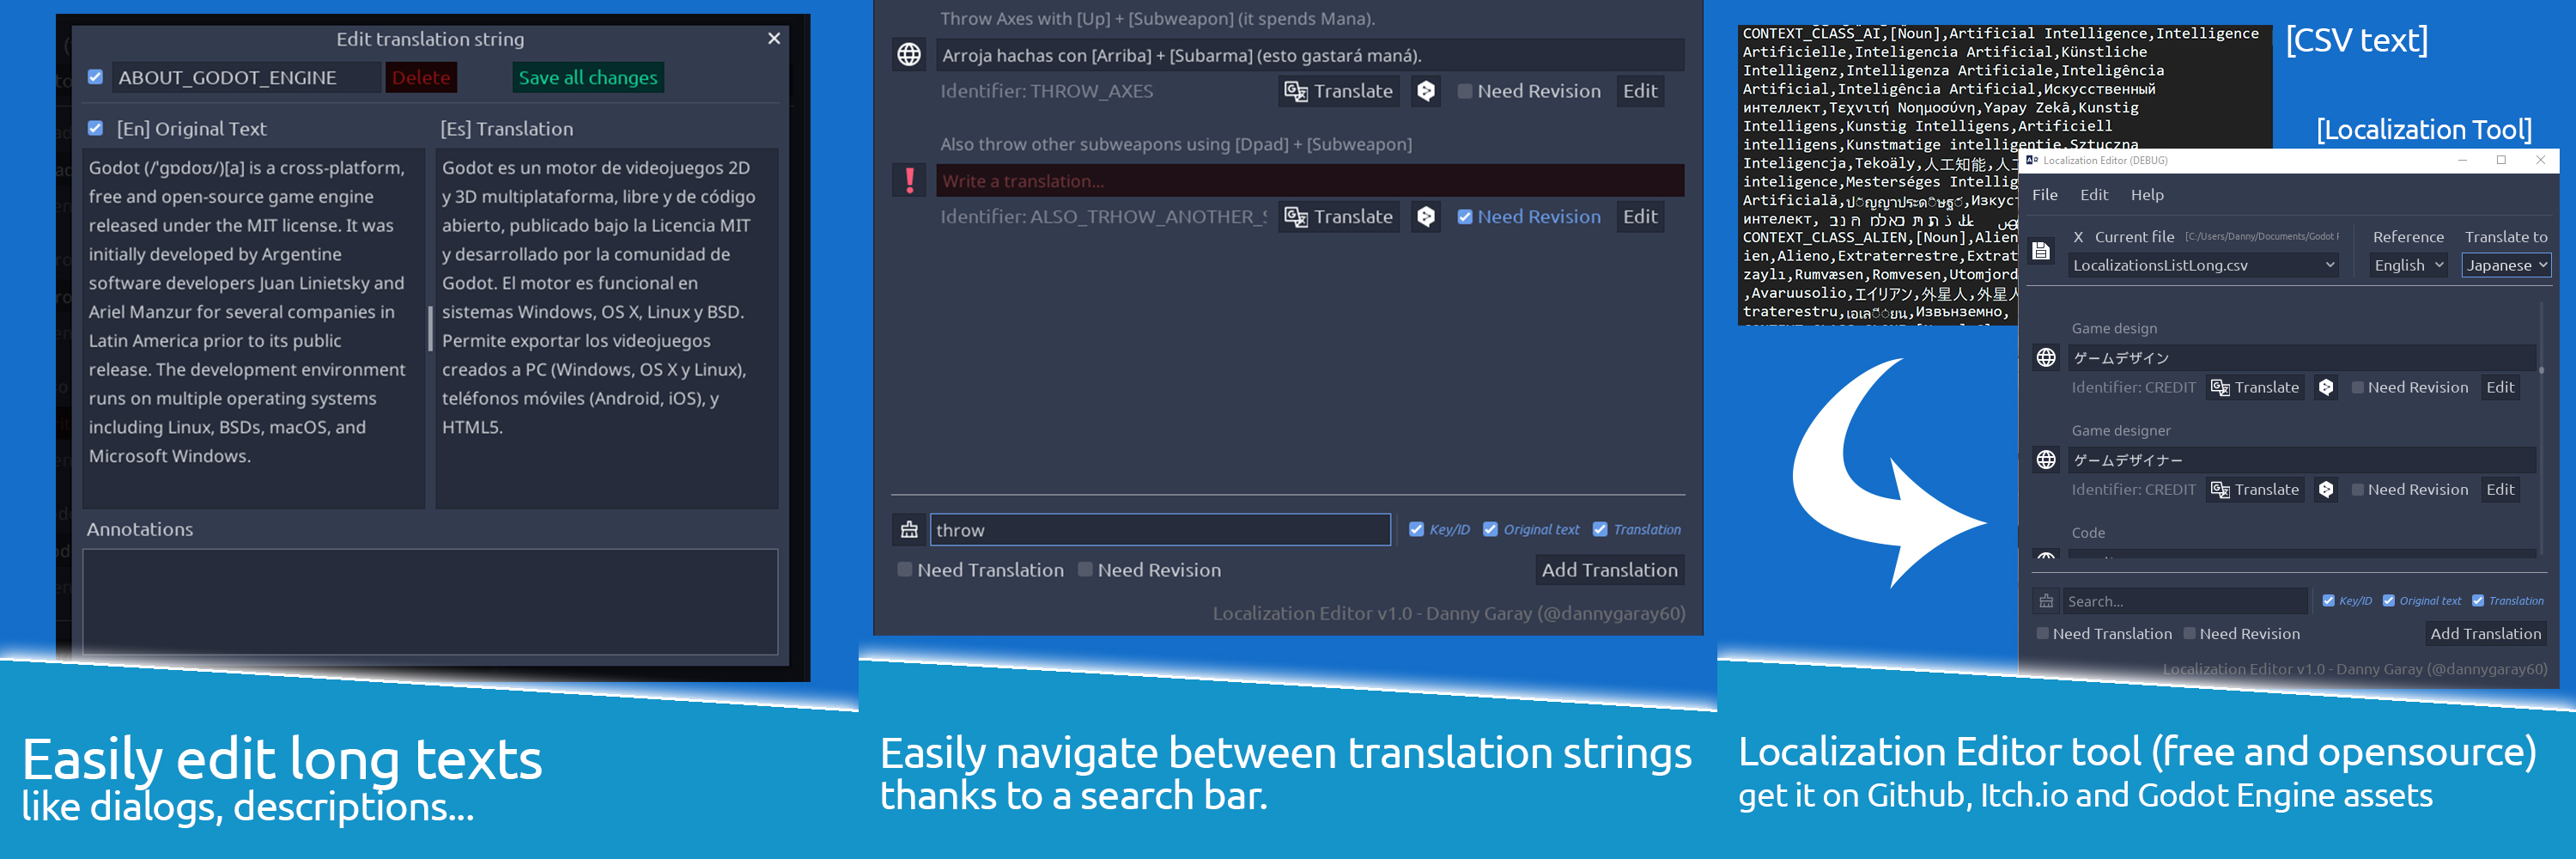 Edit translation string
ABOUT_GODOT_ENGINE
Delete
Save all changes
[En] Original Text
[Es] Translation
Godot (/ˈɡɒdoʊ/)[a] is a cross-platform,
free and open-source game engine
released under the MIT license. It was
initially developed by Argentine
software developers Juan Linietsky and
Ariel Manzur for several companies in
Latin America prior to its public
release. The development environment
runs on multiple operating systems
including Linux, BSDs, macOS, and
Microsoft Windows.
Godot es un motor de videojuegos 2D
y 3D multiplataforma, libre y de código
abierto, publicado bajo la Licencia MIT
y desarrollado por la comunidad de
Godot. El motor es funcional en
sistemas Windows, OS X, Linux y BSD.
Permite exportar los videojuegos
creados a PC (Windows, OS X y Linux),
teléfonos móviles (Android, iOS), y
HTML5.
Annotations
Easily edit long texts
like dialogs, descriptions...
Throw Axes with [Up] + [Subweapon] (it spends Mana).
Arroja hachas con [Arriba] + [Subarma] (esto gastará maná).
Identifier: THROW_AXES
Translate
Need Revision
Edit
Also throw other subweapons using [Dpad] + [Subweapon]
Write a translation...
Identifier: ALSO_TRHOW_ANOTHER_S
Translate
Need Revision
Edit
throw
Key/ID
Original text
Translation
Need Translation
Need Revision
Add Translation
Localization Editor v1.0 - Danny Garay (@dannygaray60)
Easily navigate between translation strings
thanks to a search bar.
CONTEXT_CLASS_AI,[Noun],Artificial Intelligence,Intelligence
Artificielle,Inteligencia Artificial,Künstliche
Intelligenz,Intelligenza Artificiale,Inteligência
Artificial,Inteligência Artificial,Искусственный
интеллект,Τεχνιτή Νοημοσύνη,Yapay Zekâ,Kunstig
Intelligens,Kunstig Intelligens,Artificiell
intelligens,Kunstmatige intelligentie,Sztuczna
Inteligencja,Tekoäly,人工知能,人工
inteligence,Mesterséges Intellig
Artificială,ปัญญาประดิษฐ์,Изкуст
интелект,
CONTEXT_CLASS_ALIEN,[Noun],Alien
ien,Alieno,Extraterrestre,Extrat
zaylı,Rumvæsen,Romvesen,Utomjord
,Avaruusolio,エイリアン,外星人,外星人
traterestru,เอเลี่ยน,Извънземно,
[CSV text]
[Localization Tool]
Localization Editor (DEBUG)
File
Edit
Help
X
Current file
[C:/Users/Danny/Documents/Godot F
Reference
Translate to
LocalizationsListLong.csv
English
Japanese
Game design
ゲームデザイン
Identifier: CREDIT
Translate
Need Revision
Edit
Game designer
ゲームデザイナー
Identifier: CREDIT
Translate
Need Revision
Edit
Code
Search...
Key/ID
Original text
Translation
Need Translation
Need Revision
Add Translation
Localization Editor v1.0 - Danny Garay (@dannygaray60)
Localization Editor tool (free and opensource)
get it on Github, Itch.io and Godot Engine assets